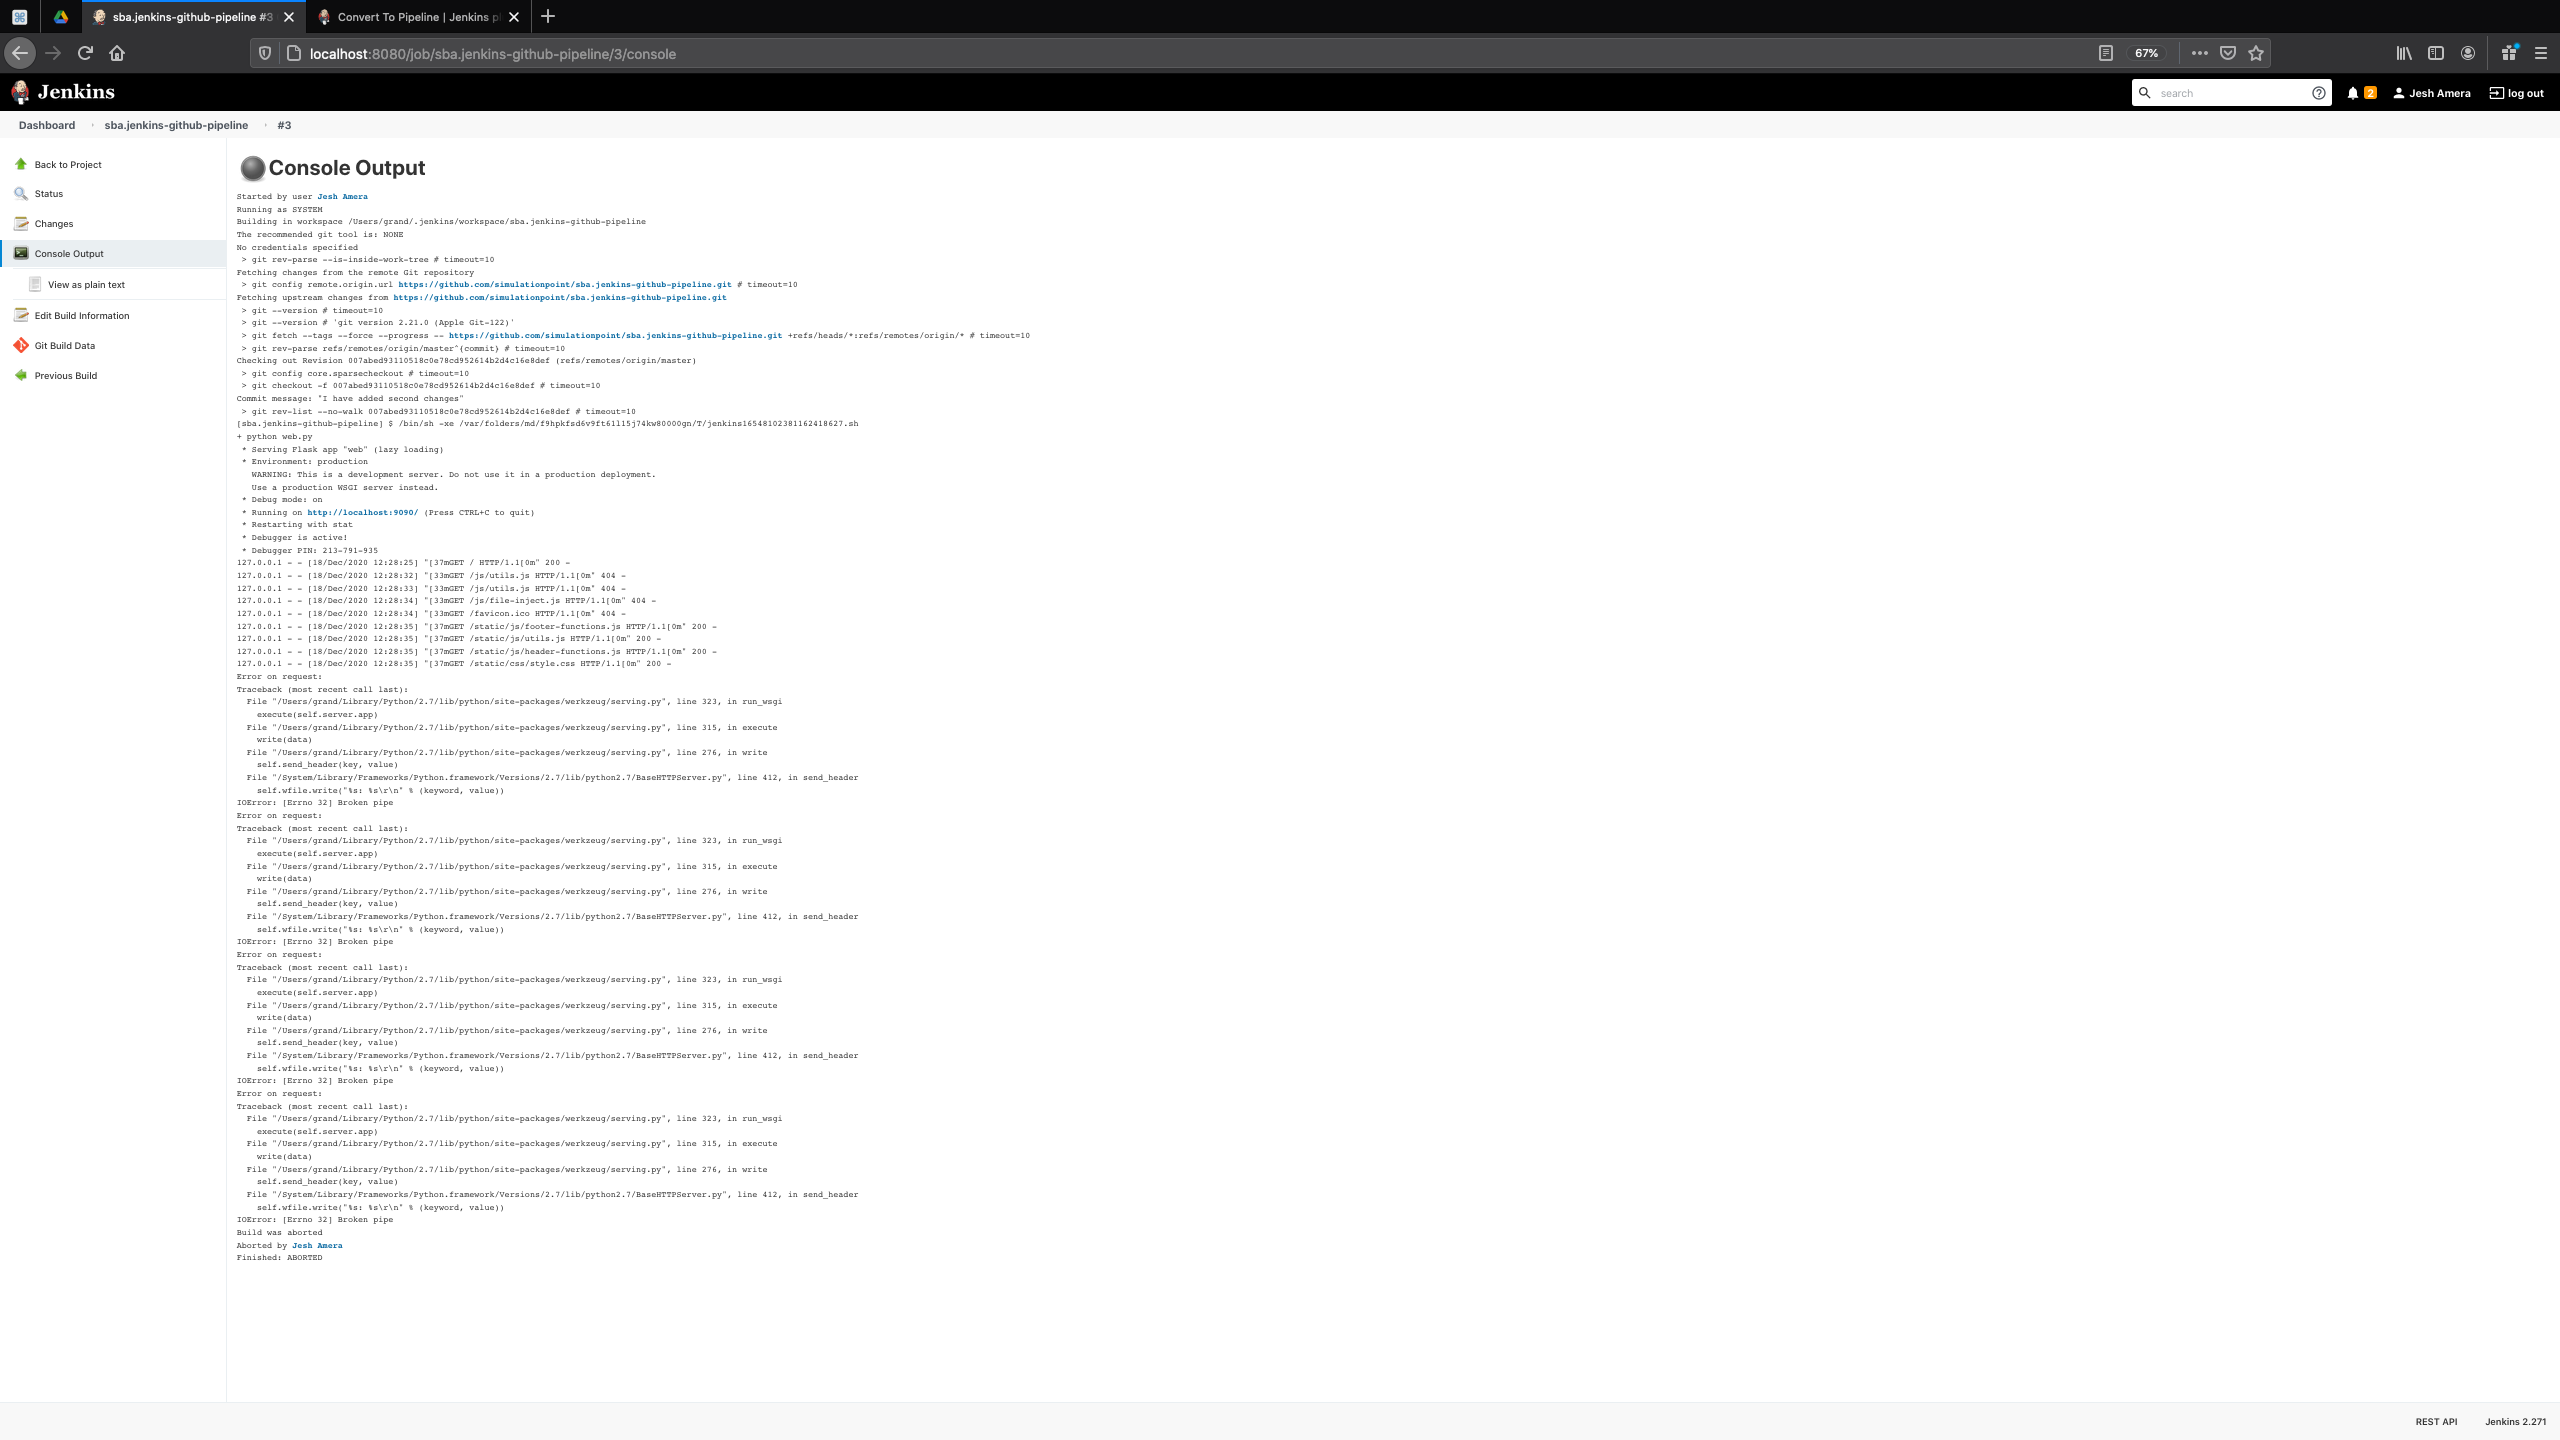 sba.jenkins-github-pipeline #3
Convert To Pipeline | Jenkins p
localhost:8080/job/sba.jenkins-github-pipeline/3/console
67%
Jenkins
search
2
Jesh Amera
log out
Dashboard
sba.jenkins-github-pipeline
#3
Back to Project
Status
Changes
Console Output
View as plain text
Edit Build Information
Git Build Data
Previous Build
Console Output
Started by user Jesh Amera
Running as SYSTEM
Building in workspace /Users/grand/.jenkins/workspace/sba.jenkins-github-pipeline
The recommended git tool is: NONE
No credentials specified
> git rev-parse --is-inside-work-tree # timeout=10
Fetching changes from the remote Git repository
> git config remote.origin.url https://github.com/simulationpoint/sba.jenkins-github-pipeline.git # timeout=10
Fetching upstream changes from https://github.com/simulationpoint/sba.jenkins-github-pipeline.git
> git --version # timeout=10
> git --version # 'git version 2.21.0 (Apple Git-122)'
> git fetch --tags --force --progress -- https://github.com/simulationpoint/sba.jenkins-github-pipeline.git +refs/heads/*:refs/remotes/origin/* # timeout=10
> git rev-parse refs/remotes/origin/master^{commit} # timeout=10
Checking out Revision 007abed93110518c0e78cd952614b2d4c16e8def (refs/remotes/origin/master)
> git config core.sparsecheckout # timeout=10
> git checkout -f 007abed93110518c0e78cd952614b2d4c16e8def # timeout=10
Commit message: "I have added second changes"
> git rev-list --no-walk 007abed93110518c0e78cd952614b2d4c16e8def # timeout=10
[sba.jenkins-github-pipeline] $ /bin/sh -xe /var/folders/md/f9hpkfsd6v9ft61l15j74kw80000gn/T/jenkins16548102381162418627.sh
+ python web.py
* Serving Flask app "web" (lazy loading)
* Environment: production
WARNING: This is a development server. Do not use it in a production deployment.
Use a production WSGI server instead.
* Debug mode: on
* Running on http://localhost:9090/ (Press CTRL+C to quit)
* Restarting with stat
* Debugger is active!
* Debugger PIN: 213-791-935
127.0.0.1 - - [18/Dec/2020 12:28:25] "[37mGET / HTTP/1.1[0m" 200 -
127.0.0.1 - - [18/Dec/2020 12:28:32] "[33mGET /js/utils.js HTTP/1.1[0m" 404 -
127.0.0.1 - - [18/Dec/2020 12:28:33] "[33mGET /js/utils.js HTTP/1.1[0m" 404 -
127.0.0.1 - - [18/Dec/2020 12:28:34] "[33mGET /js/file-inject.js HTTP/1.1[0m" 404 -
127.0.0.1 - - [18/Dec/2020 12:28:34] "[33mGET /favicon.ico HTTP/1.1[0m" 404 -
127.0.0.1 - - [18/Dec/2020 12:28:35] "[37mGET /static/js/footer-functions.js HTTP/1.1[0m" 200 -
127.0.0.1 - - [18/Dec/2020 12:28:35] "[37mGET /static/js/utils.js HTTP/1.1[0m" 200 -
127.0.0.1 - - [18/Dec/2020 12:28:35] "[37mGET /static/js/header-functions.js HTTP/1.1[0m" 200 -
127.0.0.1 - - [18/Dec/2020 12:28:35] "[37mGET /static/css/style.css HTTP/1.1[0m" 200 -
Error on request:
Traceback (most recent call last):
File "/Users/grand/Library/Python/2.7/lib/python/site-packages/werkzeug/serving.py", line 323, in run_wsgi
execute(self.server.app)
File "/Users/grand/Library/Python/2.7/lib/python/site-packages/werkzeug/serving.py", line 315, in execute
write(data)
File "/Users/grand/Library/Python/2.7/lib/python/site-packages/werkzeug/serving.py", line 276, in write
self.send_header(key, value)
File "/System/Library/Frameworks/Python.framework/Versions/2.7/lib/python2.7/BaseHTTPServer.py", line 412, in send_header
self.wfile.write("%s: %s\r\n" % (keyword, value))
IOError: [Errno 32] Broken pipe
Error on request:
Traceback (most recent call last):
File "/Users/grand/Library/Python/2.7/lib/python/site-packages/werkzeug/serving.py", line 323, in run_wsgi
execute(self.server.app)
File "/Users/grand/Library/Python/2.7/lib/python/site-packages/werkzeug/serving.py", line 315, in execute
write(data)
File "/Users/grand/Library/Python/2.7/lib/python/site-packages/werkzeug/serving.py", line 276, in write
self.send_header(key, value)
File "/System/Library/Frameworks/Python.framework/Versions/2.7/lib/python2.7/BaseHTTPServer.py", line 412, in send_header
self.wfile.write("%s: %s\r\n" % (keyword, value))
IOError: [Errno 32] Broken pipe
Error on request:
Traceback (most recent call last):
File "/Users/grand/Library/Python/2.7/lib/python/site-packages/werkzeug/serving.py", line 323, in run_wsgi
execute(self.server.app)
File "/Users/grand/Library/Python/2.7/lib/python/site-packages/werkzeug/serving.py", line 315, in execute
write(data)
File "/Users/grand/Library/Python/2.7/lib/python/site-packages/werkzeug/serving.py", line 276, in write
self.send_header(key, value)
File "/System/Library/Frameworks/Python.framework/Versions/2.7/lib/python2.7/BaseHTTPServer.py", line 412, in send_header
self.wfile.write("%s: %s\r\n" % (keyword, value))
IOError: [Errno 32] Broken pipe
Error on request:
Traceback (most recent call last):
File "/Users/grand/Library/Python/2.7/lib/python/site-packages/werkzeug/serving.py", line 323, in run_wsgi
execute(self.server.app)
File "/Users/grand/Library/Python/2.7/lib/python/site-packages/werkzeug/serving.py", line 315, in execute
write(data)
File "/Users/grand/Library/Python/2.7/lib/python/site-packages/werkzeug/serving.py", line 276, in write
self.send_header(key, value)
File "/System/Library/Frameworks/Python.framework/Versions/2.7/lib/python2.7/BaseHTTPServer.py", line 412, in send_header
self.wfile.write("%s: %s\r\n" % (keyword, value))
IOError: [Errno 32] Broken pipe
Build was aborted
Aborted by Jesh Amera
Finished: ABORTED
REST API
Jenkins 2.271